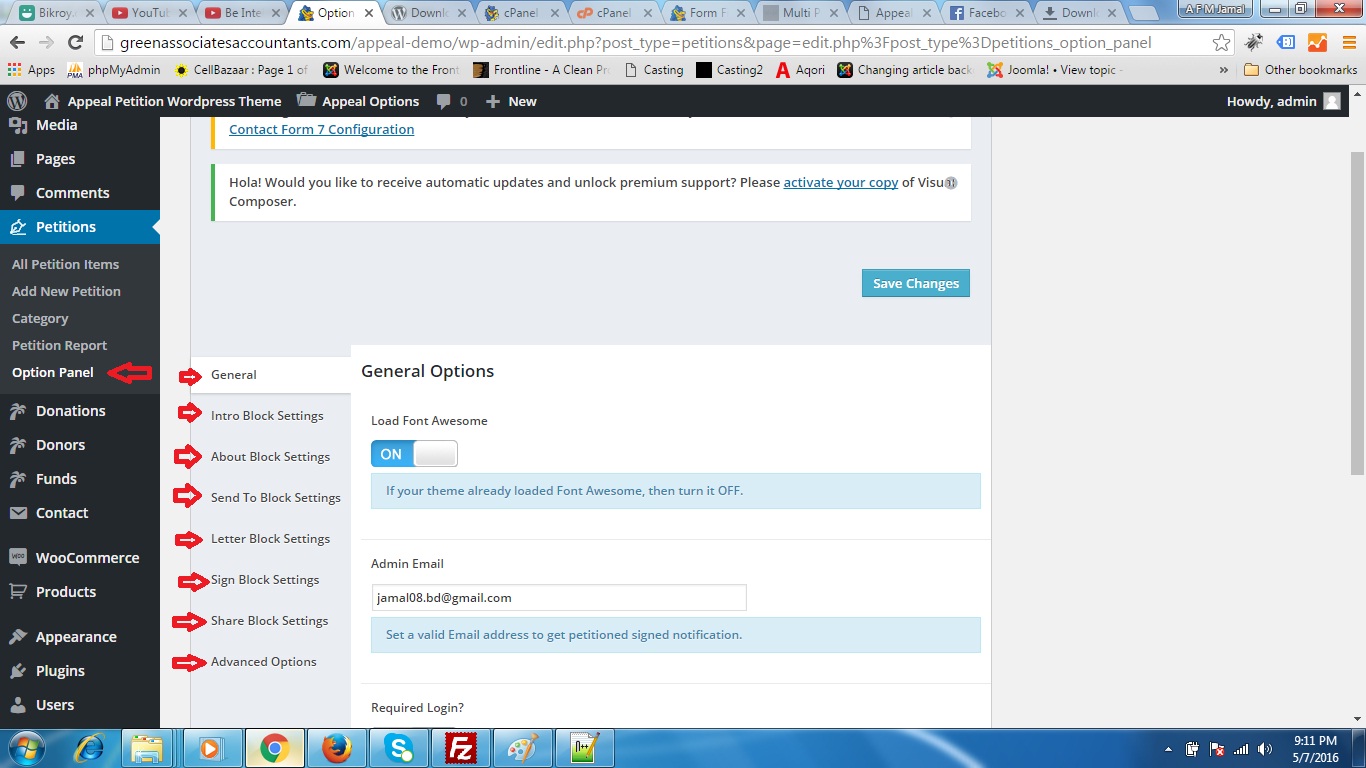 Bikroy.
YouTu
Be Inte
Option
Downlo
cPanel
cPanel
Form F
Multi
Appeal
Facebo
Downl
A F M Jamal
greenassociatesaccountants.com/appeal-demo/wp-admin/edit.php?post_type=petitions&page=edit.php%3Fpost_type%3Dpetitions_option_panel
Apps
phpMyAdmin
CellBazaar : Page 1 of
Welcome to the Front
Frontline - A Clean Pr
Casting
Casting2
Aqori
Changing article back
Joomla! • View topic -
»
Other bookmarks
Appeal Petition Wordpress Theme
Appeal Options
0
New
Howdy, admin
Media
Pages
Comments
Petitions
All Petition Items
Add New Petition
Category
Petition Report
Option Panel
Donations
Donors
Funds
Contact
WooCommerce
Products
Appearance
Plugins
Users
Contact Form 7 Configuration
Hola! Would you like to receive automatic updates and unlock premium support? Please activate your copy of Visu
Composer.
Save Changes
General
Intro Block Settings
About Block Settings
Send To Block Settings
Letter Block Settings
Sign Block Settings
Share Block Settings
Advanced Options
General Options
Load Font Awesome
ON
If your theme already loaded Font Awesome, then turn it OFF.
Admin Email
jamal08.bd@gmail.com
Set a valid Email address to get petitioned signed notification.
Required Login?
9:11 PM
5/7/2016